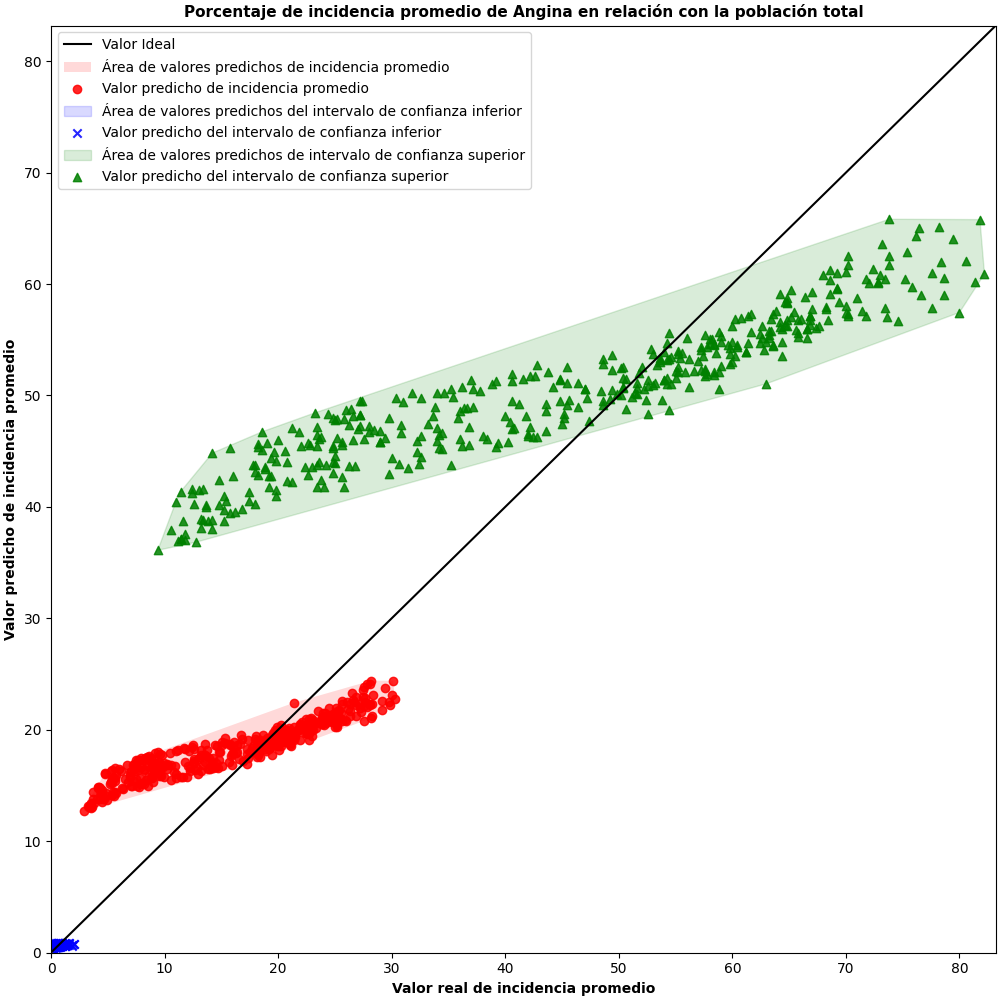 Porcentaje de incidencia promedio de Angina en relación con la población total
Valor Ideal
Área de valores predichos de incidencia promedio
Valor predicho de incidencia promedio
Área de valores predichos del intervalo de confianza inferior
Valor predicho del intervalo de confianza inferior
Área de valores predichos de intervalo de confianza superior
Valor predicho del intervalo de confianza superior
80
70
60
50
40
30
20
10
0
Valor predicho de incidencia promedio
0 10 20 30 40 50 60 70 80
Valor real de incidencia promedio